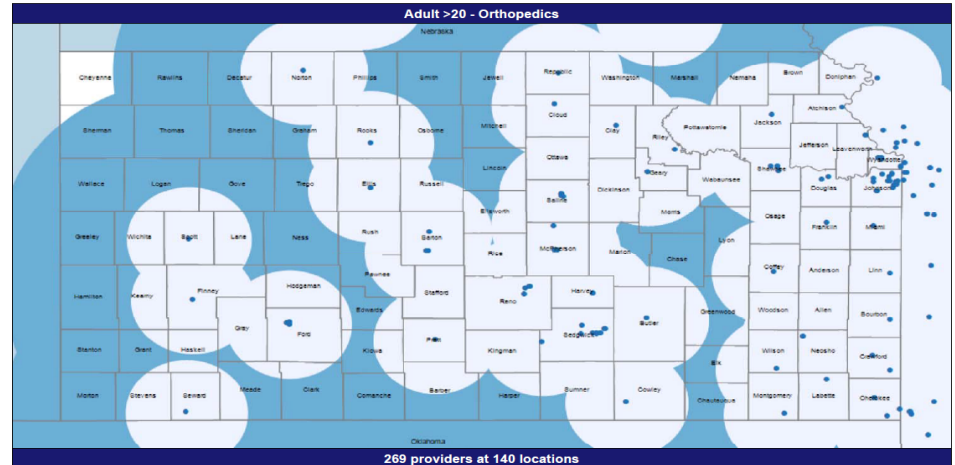 Adult >20 - Orthopedics
Nebraska
Cheyenne Rawlins Decatur Norton Phillips Smith Jewell Republic Washington Marshall Nemaha Brown Doniphan
Sherman Thomas Sheridan Graham Rooks Osborne Mitchell Cloud Clay Riley Pottawatomie Jackson Atchison
Jefferson Leavenworth Wyandotte
Wallace Logan Gove Trego Ellis Russell Lincoln Ottawa Saline Dickinson Geary Wabaunsee Shawnee Douglas Johnson
Greeley Wichita Scott Lane Ness Rush Barton Ellsworth Rice McPherson Marion Morris Chase Lyon Osage Franklin Miami
Hamilton Kearny Finney Hodgeman Pawnee Stafford Reno Harvey Coffey Anderson Linn
Gray Ford Edwards Sedgwick Butler Greenwood Woodson Allen Bourbon
Stanton Grant Haskell Kiowa Pratt Kingman Elk Wilson Neosho Crawford
Morton Stevens Seward Meade Clark Comanche Barber Harper Sumner Cowley Chautauqua Montgomery Labette Cherokee
Oklahoma
269 providers at 140 locations